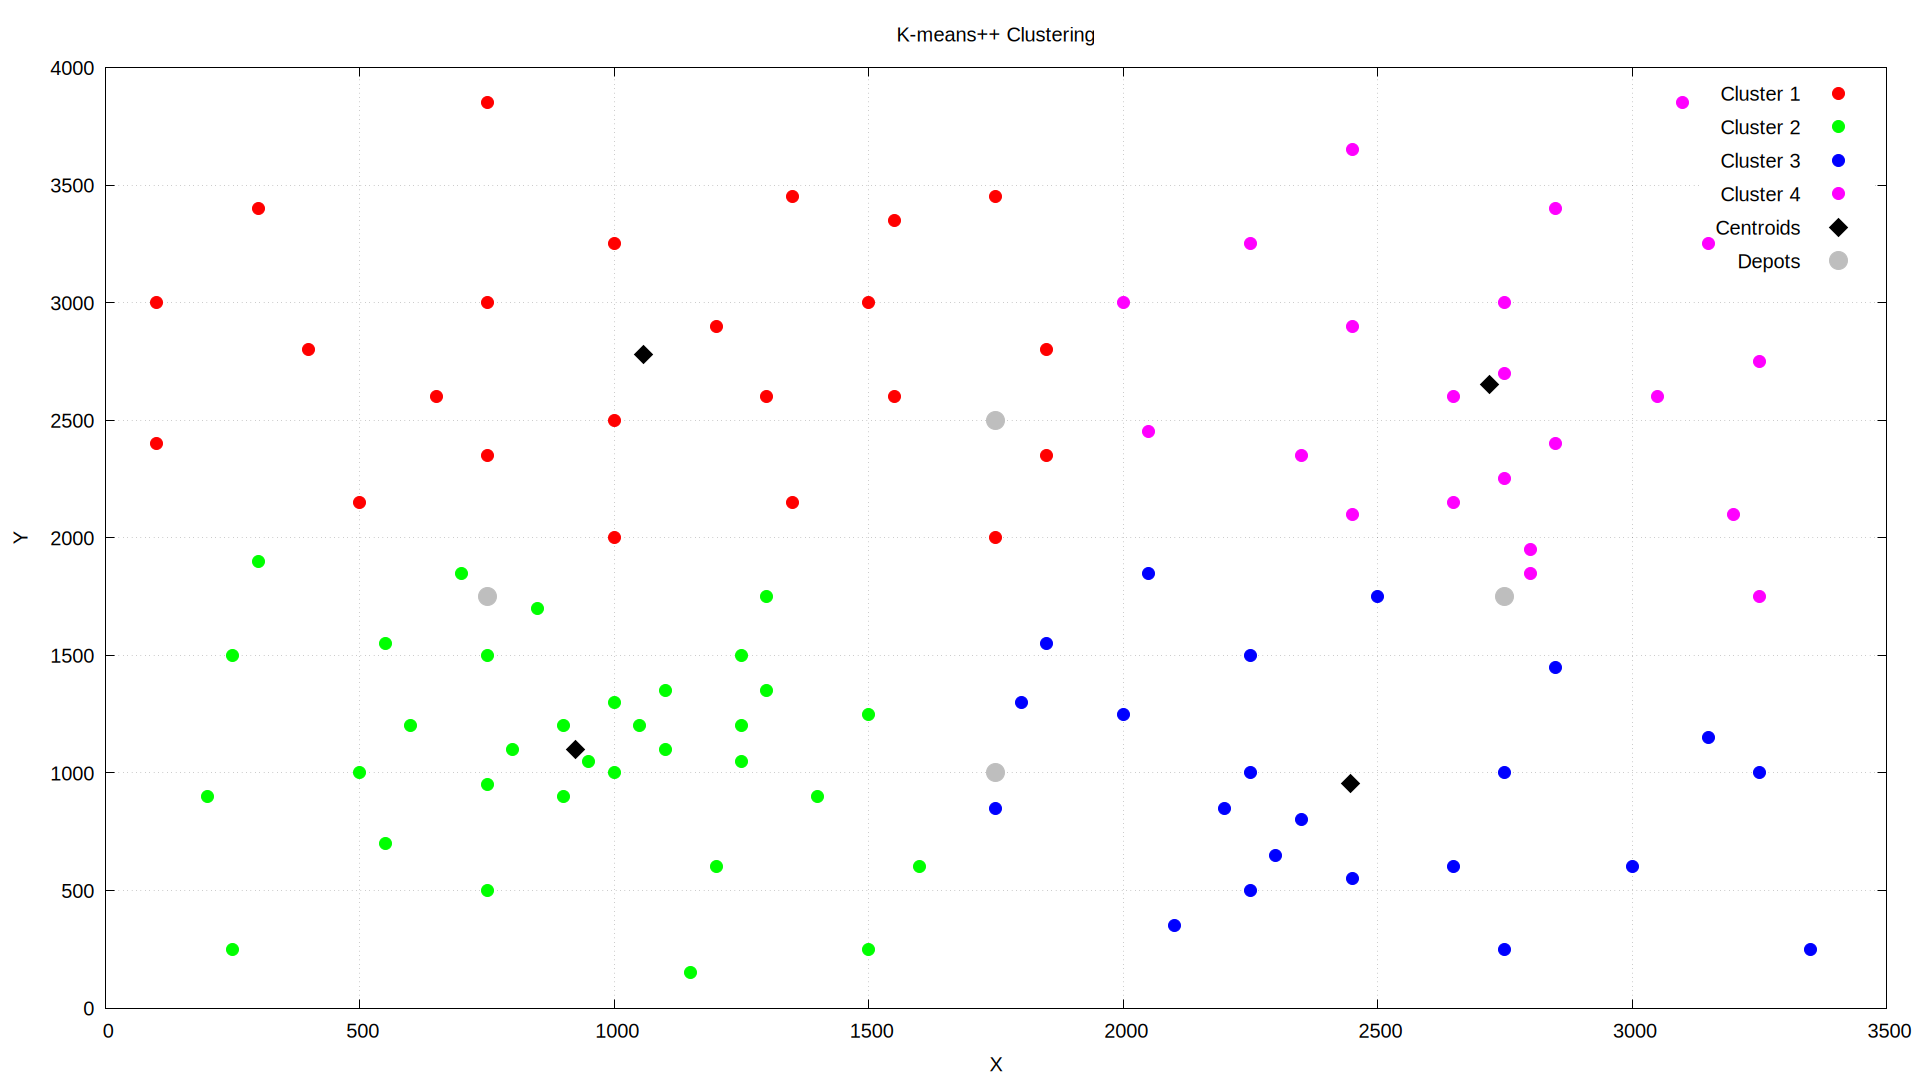 K-means++ Clustering
4000
3500
3000
2500
2000
1500
1000
500
0
Y
Cluster 1
Cluster 2
Cluster 3
Cluster 4
Centroids
Depots
0 500 1000 1500 2000 2500 3000 3500
X